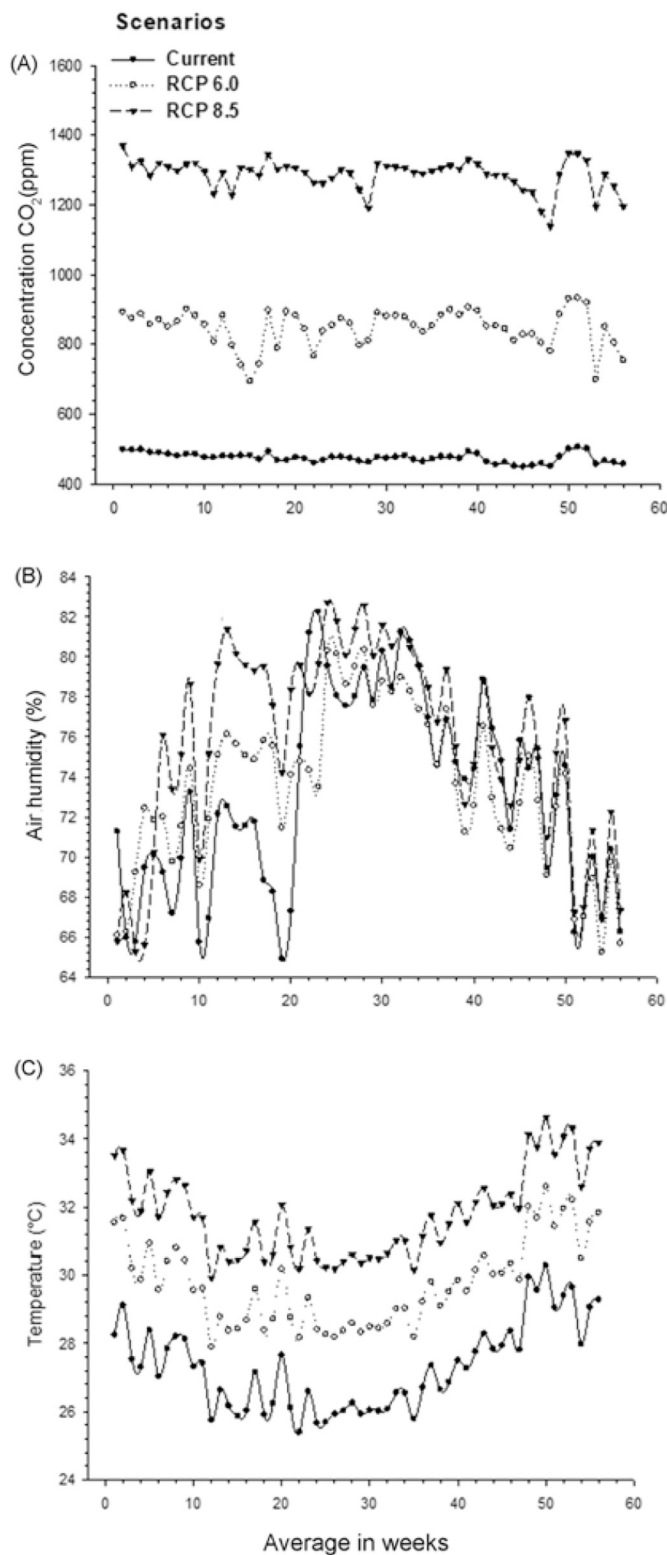 Scenarios
Current
RCP 6.0
RCP 8.5
(A)
Concentration CO2(ppm)
1600
1400
1200
1000
800
600
400
0 10 20 30 40 50 60
(B)
Air humidity (%)
84
82
80
78
76
74
72
70
68
66
64
0 10 20 30 40 50 60
(C)
Temperature (°C)
36
34
32
30
28
26
24
0 10 20 30 40 50 60
Average in weeks